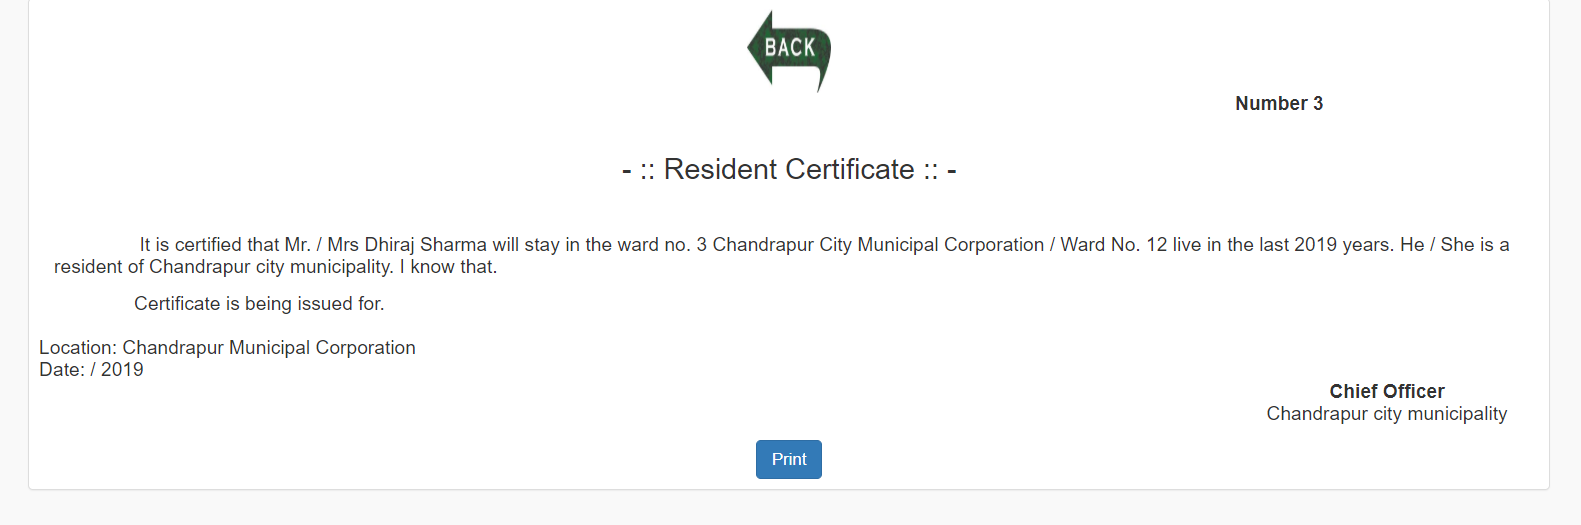 BACK
Number 3
- :: Resident Certificate :: -
It is certified that Mr. / Mrs Dhiraj Sharma will stay in the ward no. 3 Chandrapur City Municipal Corporation / Ward No. 12 live in the last 2019 years. He / She is a
resident of Chandrapur city municipality. I know that.
Certificate is being issued for.
Location: Chandrapur Municipal Corporation
Date: / 2019
Chief Officer
Chandrapur city municipality
Print